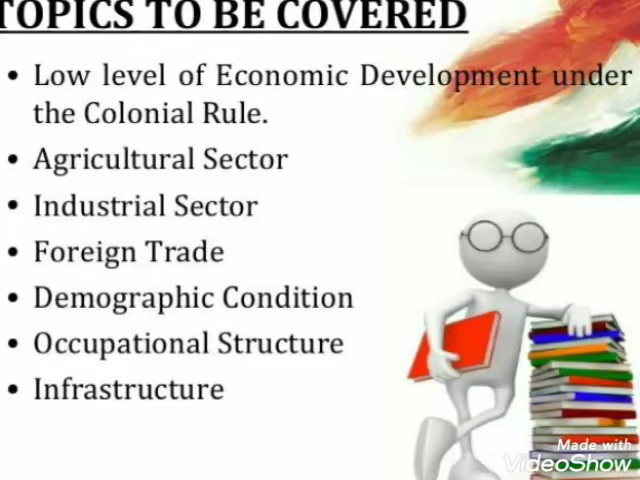 TOPICS TO BE COVERED
• Low level of Economic Development under
the Colonial Rule.
• Agricultural Sector
• Industrial Sector
• Foreign Trade
• Demographic Condition
• Occupational Structure
• Infrastructure
Made with
VideoShow